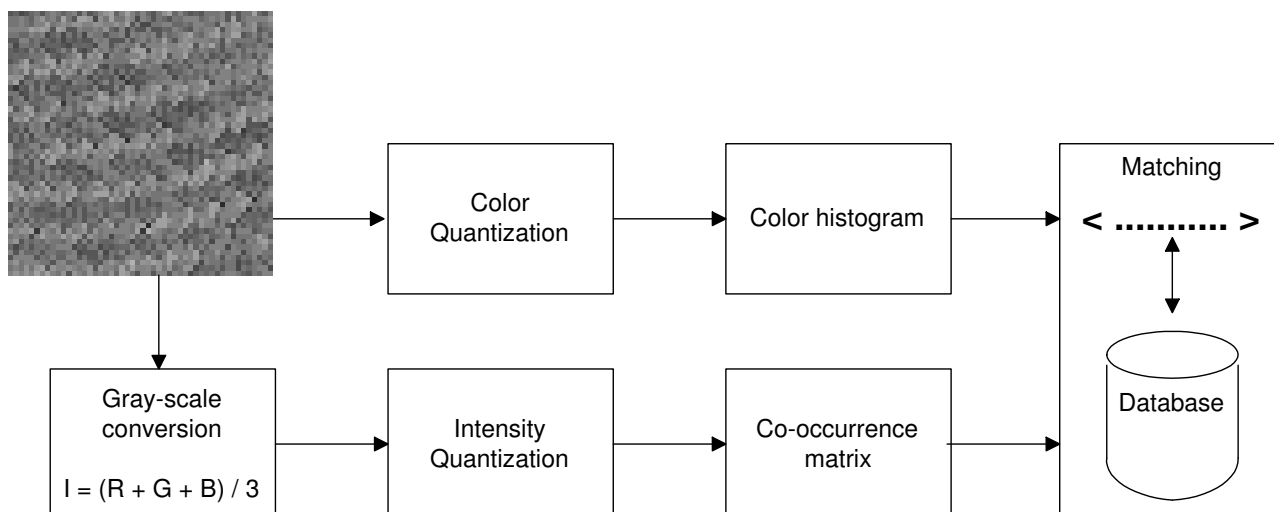 Color
Quantization
Color histogram
Matching
< ........... >
Gray-scale
conversion
I = (R + G + B) / 3
Intensity
Quantization
Co-occurrence
matrix
Database